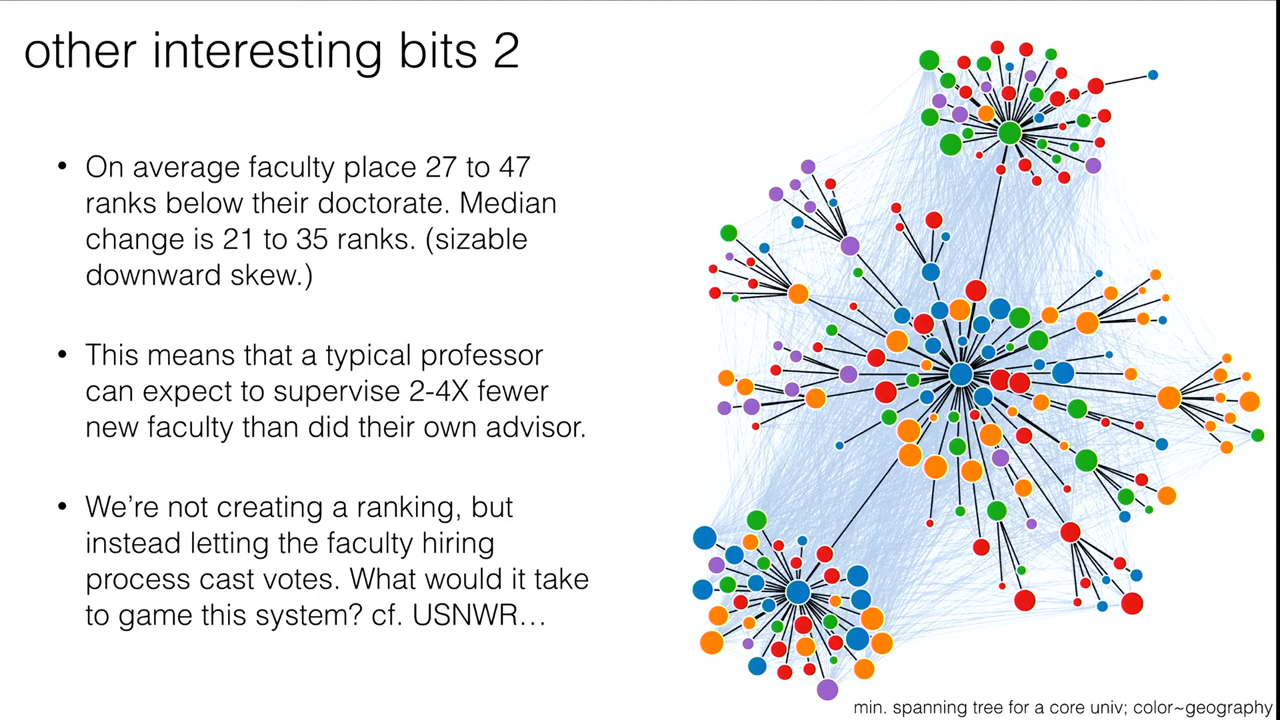 other interesting bits 2
• On average faculty place 27 to 47
ranks below their doctorate. Median
change is 21 to 35 ranks. (sizable
downward skew.)
• This means that a typical professor
can expect to supervise 2-4X fewer
new faculty than did their own advisor.
• We’re not creating a ranking, but
instead letting the faculty hiring
process cast votes. What would it take
to game this system? cf. USNWR…
min. spanning tree for a core univ; color~geography